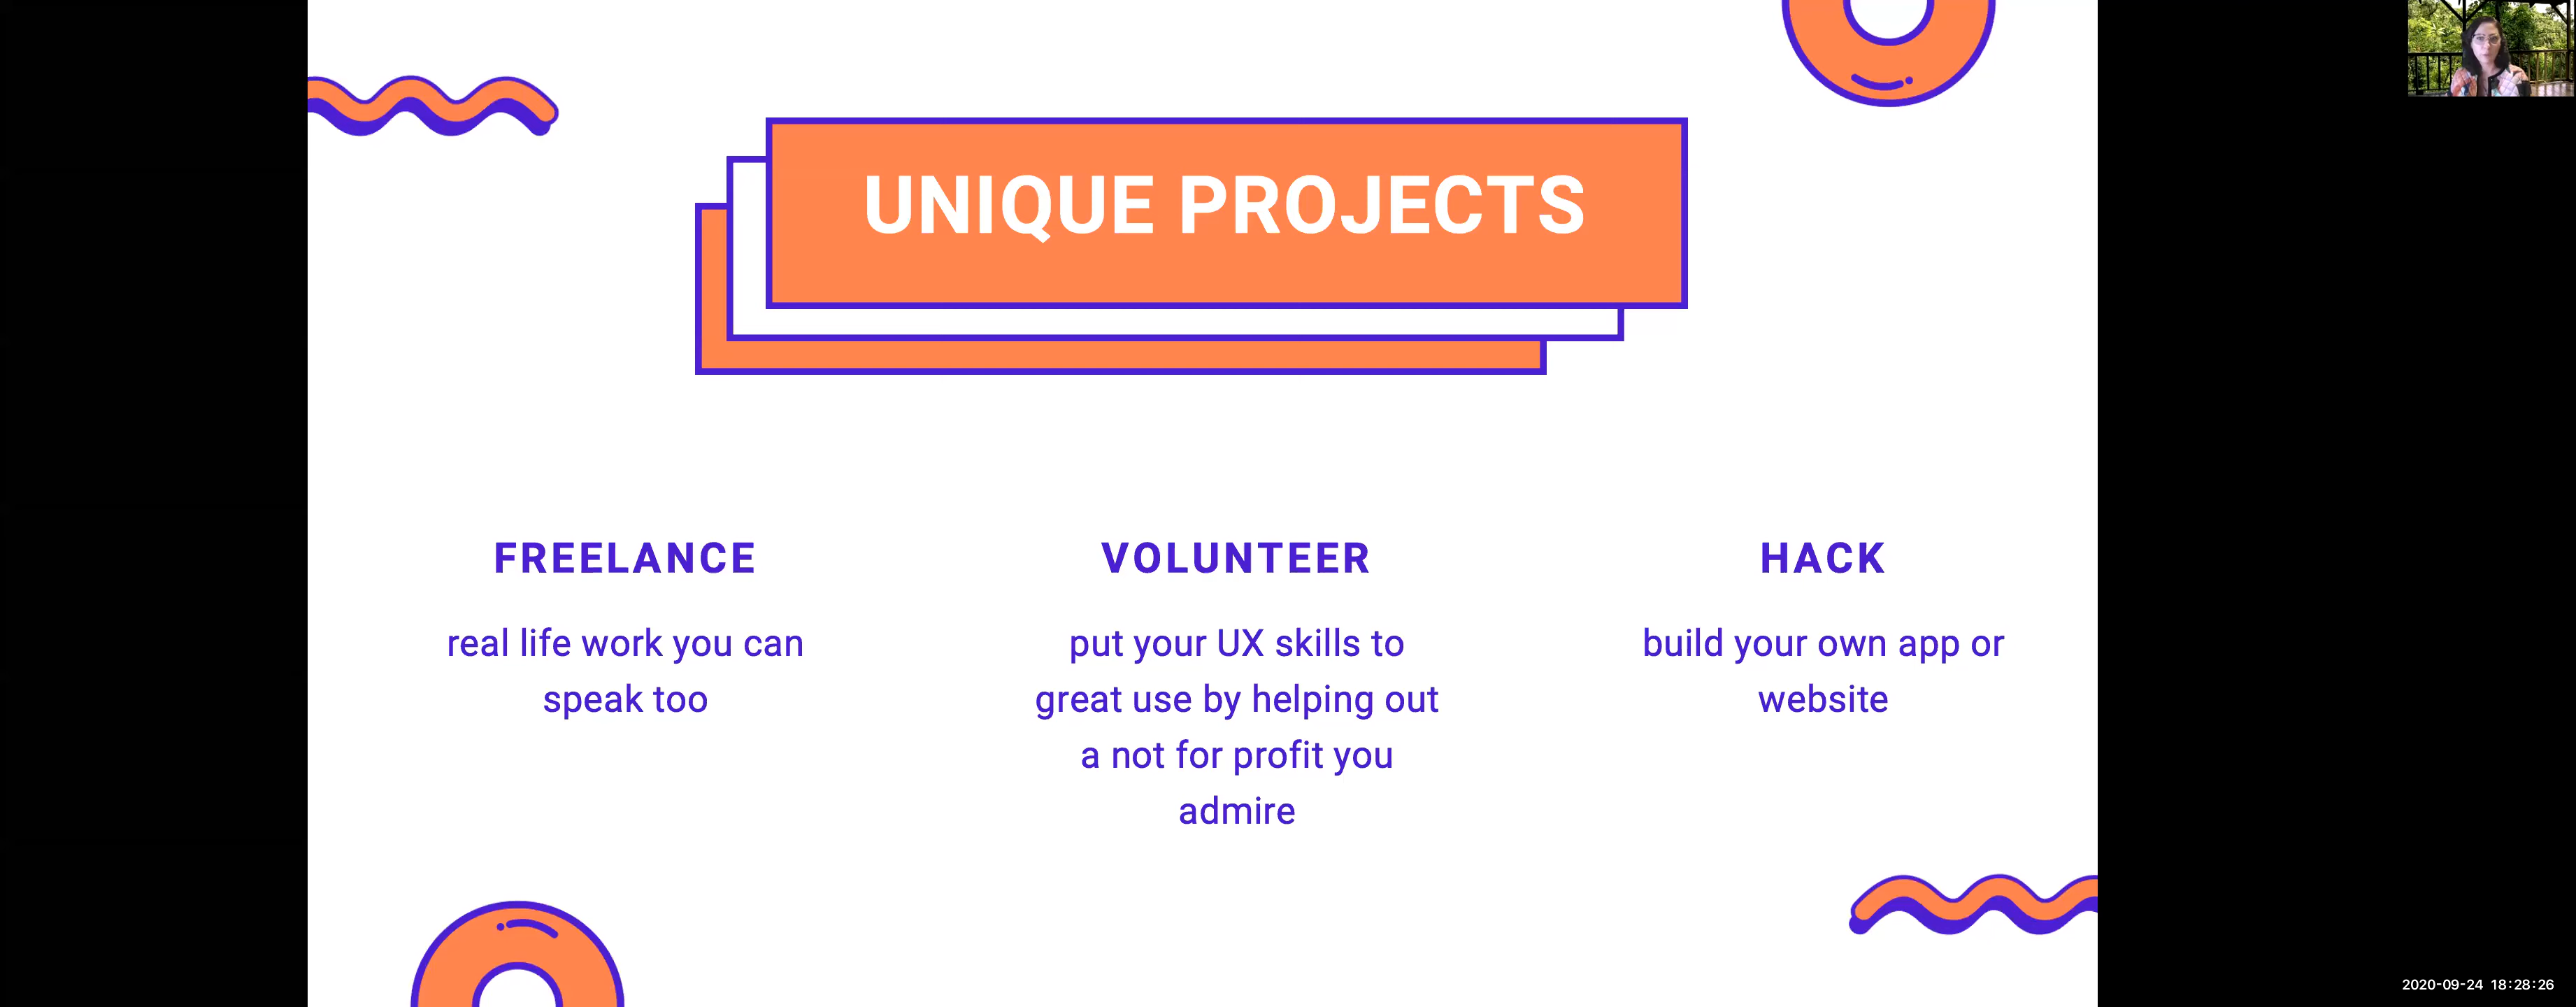 UNIQUE PROJECTS
FREELANCE
real life work you can
speak too
VOLUNTEER
put your UX skills to
great use by helping out
a not for profit you
admire
HACK
build your own app or
website
2020-09-24 18:28:26